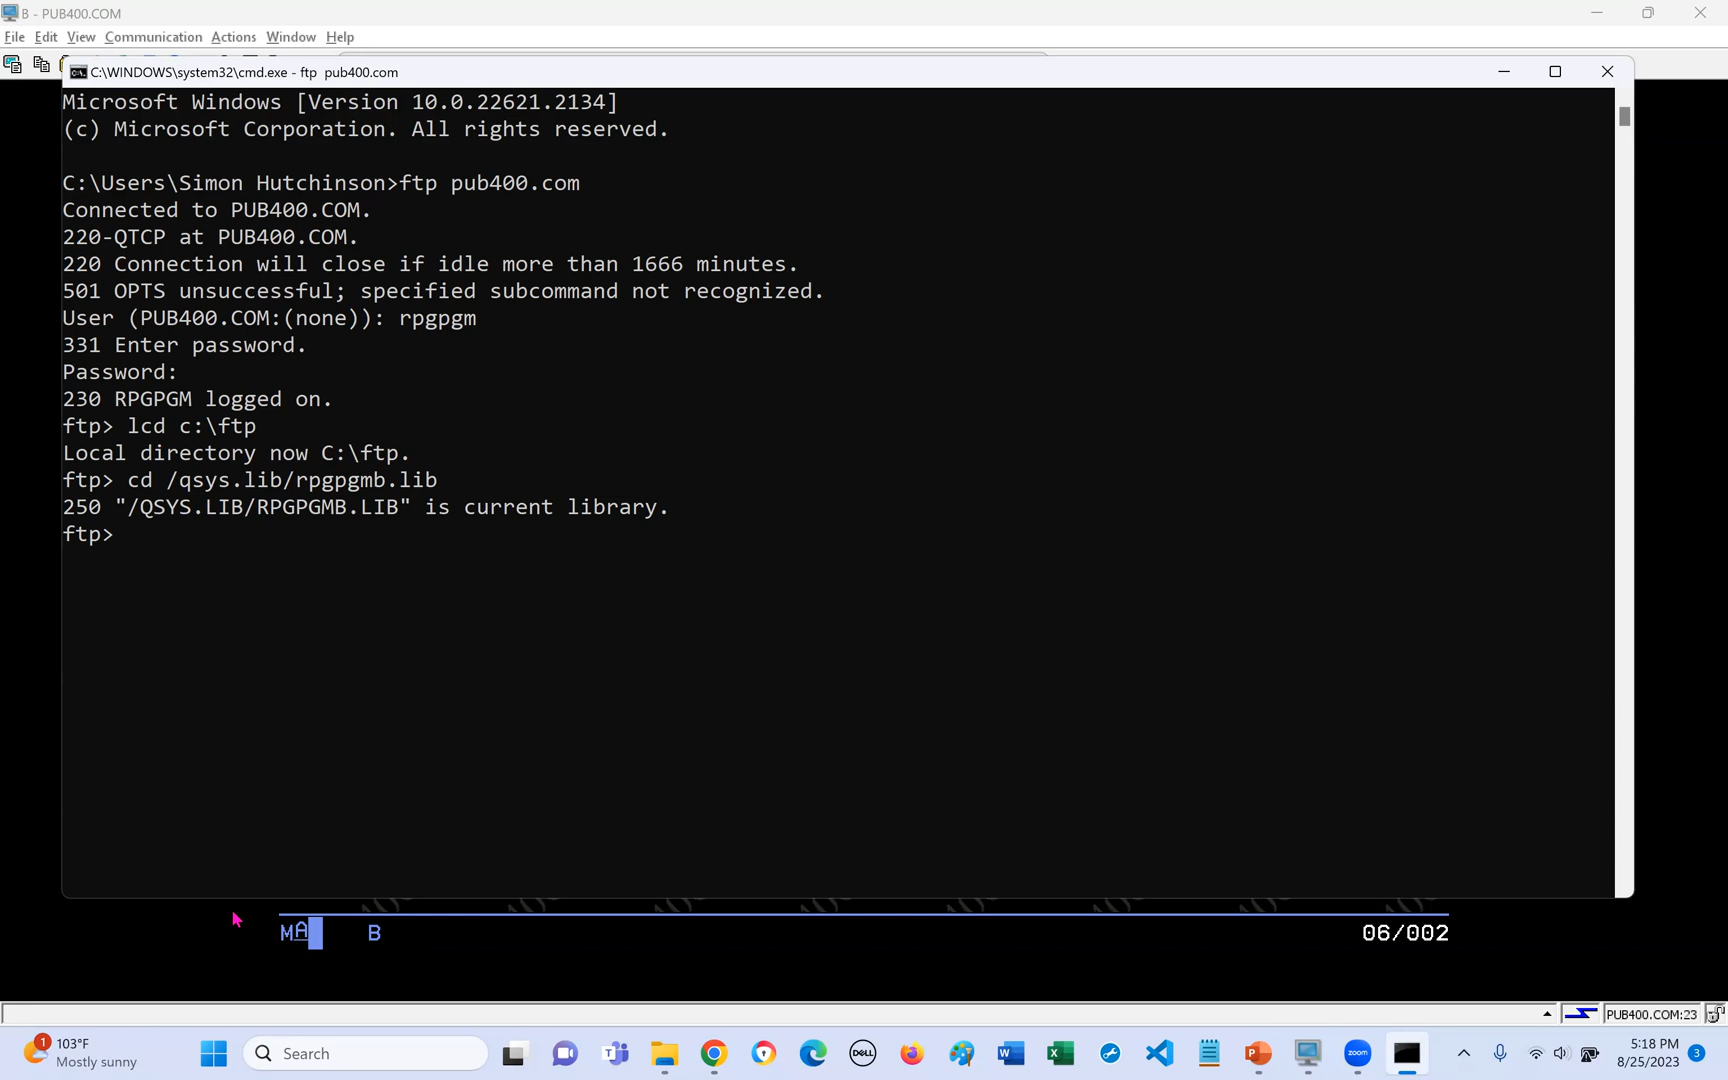 B - PUB400.COM
File Edit View Communication Actions Window Help
C:\WINDOWS\system32\cmd.exe - ftp pub400.com
Microsoft Windows [Version 10.0.22621.2134]
(c) Microsoft Corporation. All rights reserved.
C:\Users\Simon Hutchinson>ftp pub400.com
Connected to PUB400.COM.
220-QTCP at PUB400.COM.
220 Connection will close if idle more than 1666 minutes.
501 OPTS unsuccessful; specified subcommand not recognized.
User (PUB400.COM:(none)): rpgpgm
331 Enter password.
Password:
230 RPGPGM logged on.
ftp> lcd c:\ftp
Local directory now C:\ftp.
ftp> cd /qsys.lib/rpgpgmb.lib
250 "/QSYS.LIB/RPGPGMB.LIB" is current library.
ftp>
MA B 06/002
PUB400.COM:23
1 103°F
Mostly sunny
Search
DELL
zoom
5:18 PM
8/25/2023
3